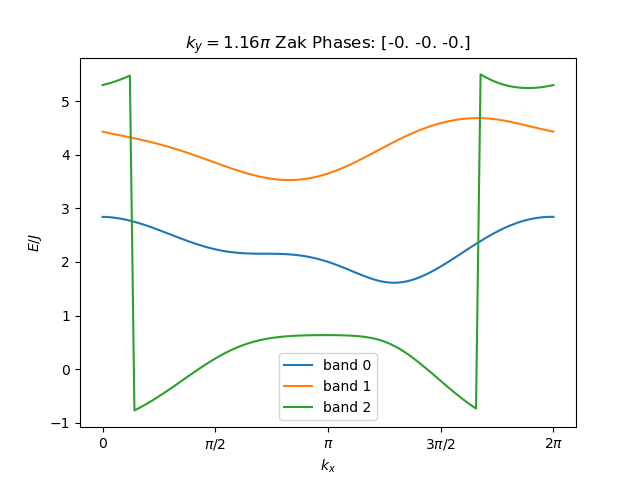 k_y = 1.16π Zak Phases: [-0. -0. -0.]
E/J
5
4
3
2
1
0
−1
band 0
band 1
band 2
0 π/2 π 3π/2 2π
k_x